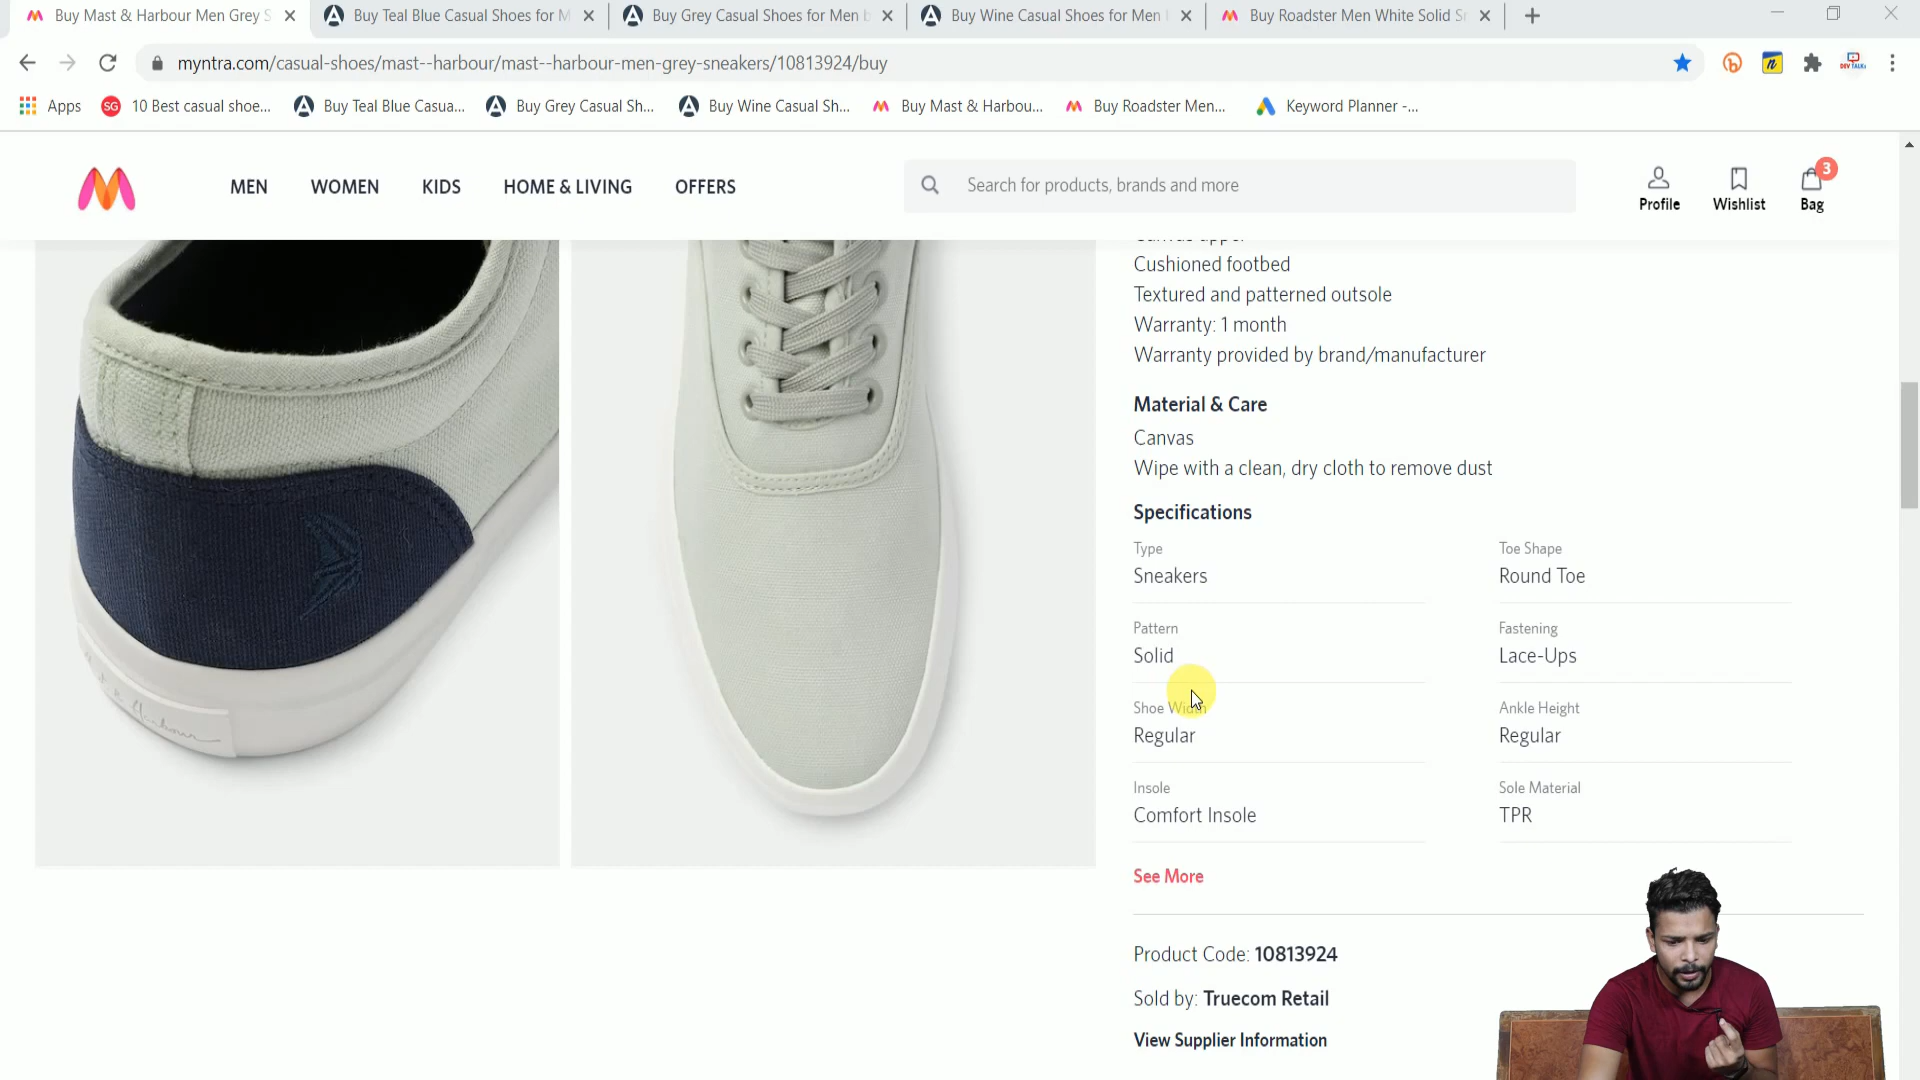 Buy Mast & Harbour Men Grey S
Buy Teal Blue Casual Shoes for M
Buy Grey Casual Shoes for Men b
Buy Wine Casual Shoes for Men
Buy Roadster Men White Solid Sn
myntra.com/casual-shoes/mast--harbour/mast--harbour-men-grey-sneakers/10813924/buy
Apps
SG 10 Best casual shoe...
Buy Teal Blue Casua...
Buy Grey Casual Sh...
Buy Wine Casual Sh...
Buy Mast & Harbou...
Buy Roadster Men...
Keyword Planner -...
MEN WOMEN KIDS HOME & LIVING OFFERS
Search for products, brands and more
3
Profile Wishlist Bag
Canvas upper
Cushioned footbed
Textured and patterned outsole
Warranty: 1 month
Warranty provided by brand/manufacturer
Material & Care
Canvas
Wipe with a clean, dry cloth to remove dust
Specifications
Type Toe Shape
Sneakers Round Toe
Pattern Fastening
Solid Lace-Ups
Shoe Width Ankle Height
Regular Regular
Insole Sole Material
Comfort Insole TPR
See More
Product Code: 10813924
Sold by: Truecom Retail
View Supplier Information